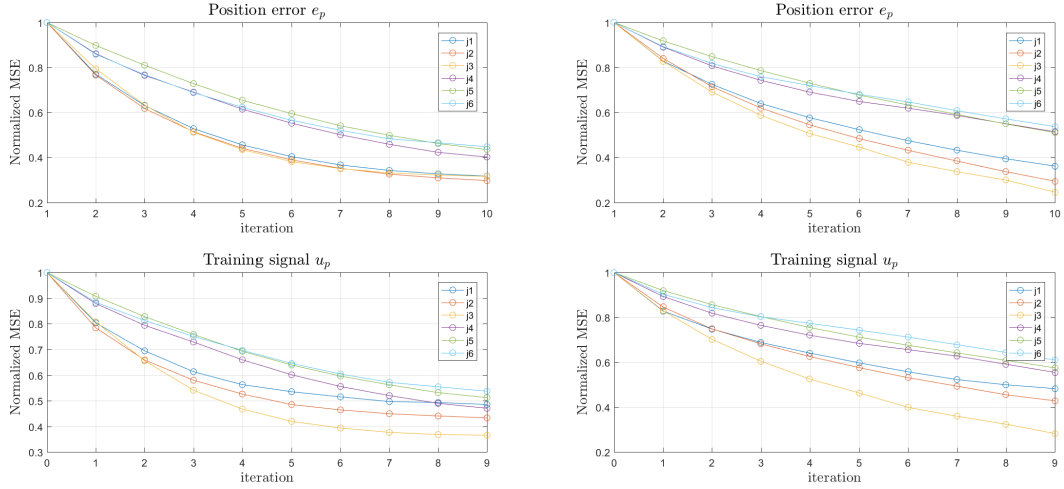 Position error e_p
Normalized MSE
1
0.8
0.6
0.4
0.2
1 2 3 4 5 6 7 8 9 10
iteration
j1
j2
j3
j4
j5
j6
Position error e_p
Normalized MSE
1
0.8
0.6
0.4
0.2
1 2 3 4 5 6 7 8 9 10
iteration
j1
j2
j3
j4
j5
j6
Training signal u_p
Normalized MSE
1
0.9
0.8
0.7
0.6
0.5
0.4
0.3
0 1 2 3 4 5 6 7 8 9
iteration
j1
j2
j3
j4
j5
j6
Training signal u_p
Normalized MSE
1
0.8
0.6
0.4
0.2
0 1 2 3 4 5 6 7 8 9
iteration
j1
j2
j3
j4
j5
j6